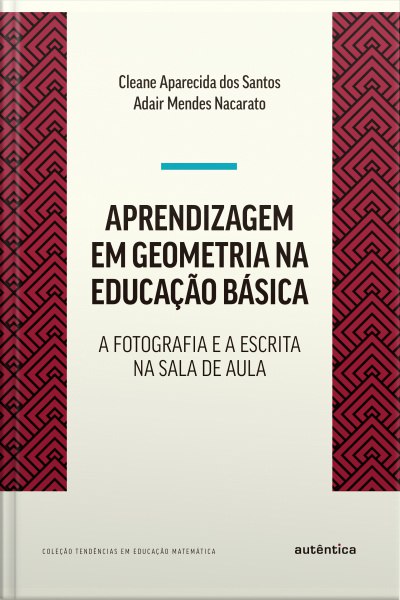 Cleane Aparecida dos Santos
Adair Mendes Nacarato
APRENDIZAGEM
EM GEOMETRIA NA
EDUCAÇÃO BÁSICA
A FOTOGRAFIA E A ESCRITA
NA SALA DE AULA
COLEÇÃO TENDÊNCIAS EM EDUCAÇÃO MATEMÁTICA
autêntica